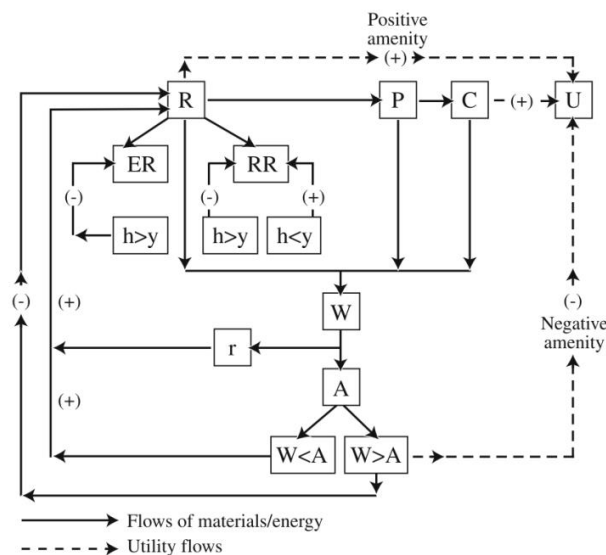 Positive
amenity
(+)
R
P
C
(+)
U
ER
RR
(-)
(-)
(+)
h>y
h>y
h<y
(-)
(+)
W
(-)
Negative
amenity
r
A
(+)
W<A
W>A
Flows of materials/energy
Utility flows